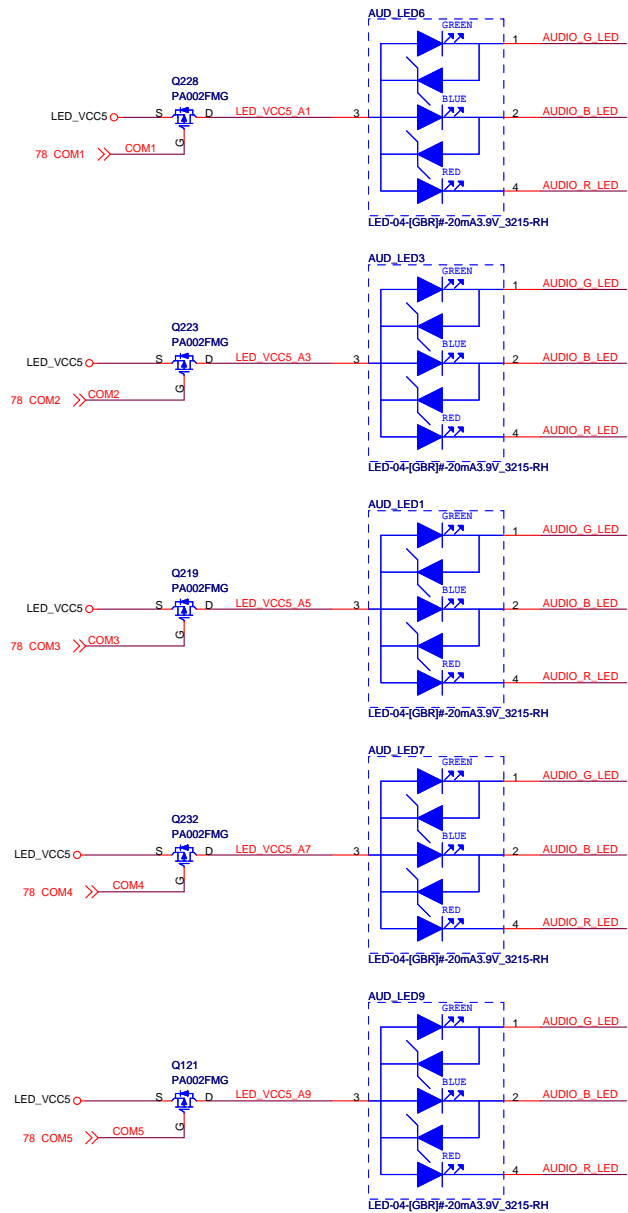 AUD_LED6
GREEN
1 AUDIO_G_LED
Q228
PA002FMG
BLUE
LED_VCC5 S D LED_VCC5_A1 3 2 AUDIO_B_LED
G
78 COM1 COM1
RED
4 AUDIO_R_LED
LED-04-[GBR]#-20mA3.9V_3215-RH
AUD_LED3
GREEN
1 AUDIO_G_LED
Q223
PA002FMG
BLUE
LED_VCC5 S D LED_VCC5_A3 3 2 AUDIO_B_LED
G
78 COM2 COM2
RED
4 AUDIO_R_LED
LED-04-[GBR]#-20mA3.9V_3215-RH
AUD_LED1
GREEN
1 AUDIO_G_LED
Q219
PA002FMG
BLUE
LED_VCC5 S D LED_VCC5_A5 3 2 AUDIO_B_LED
G
78 COM3 COM3
RED
4 AUDIO_R_LED
LED-04-[GBR]#-20mA3.9V_3215-RH
AUD_LED7
GREEN
1 AUDIO_G_LED
Q232
PA002FMG
BLUE
LED_VCC5 S D LED_VCC5_A7 3 2 AUDIO_B_LED
G
78 COM4 COM4
RED
4 AUDIO_R_LED
LED-04-[GBR]#-20mA3.9V_3215-RH
AUD_LED9
GREEN
1 AUDIO_G_LED
Q121
PA002FMG
BLUE
LED_VCC5 S D LED_VCC5_A9 3 2 AUDIO_B_LED
G
78 COM5 COM5
RED
4 AUDIO_R_LED
LED-04-[GBR]#-20mA3.9V_3215-RH